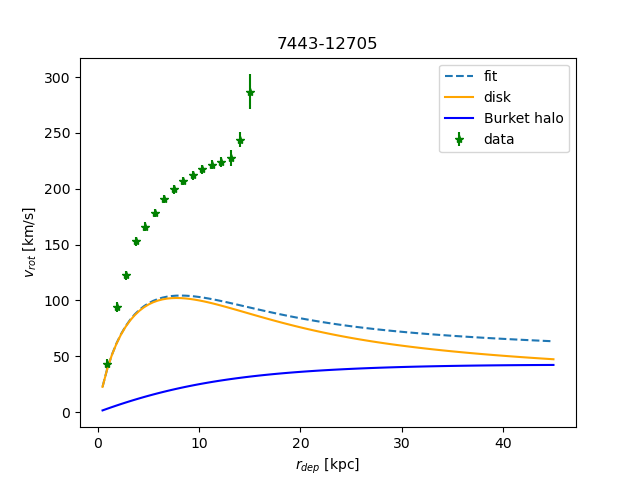 7443-12705
fit
disk
Burket halo
data
300
250
200
150
100
50
0
v_rot [km/s]
0 10 20 30 40
r_dep [kpc]